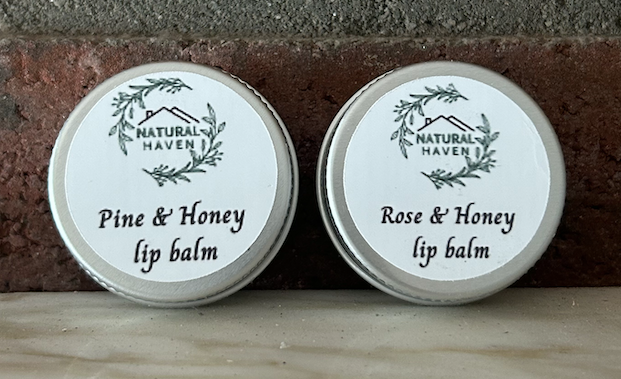 NATURAL
HAVEN
Pine & Honey
lip balm
NATURAL
HAVEN
Rose & Honey
lip balm